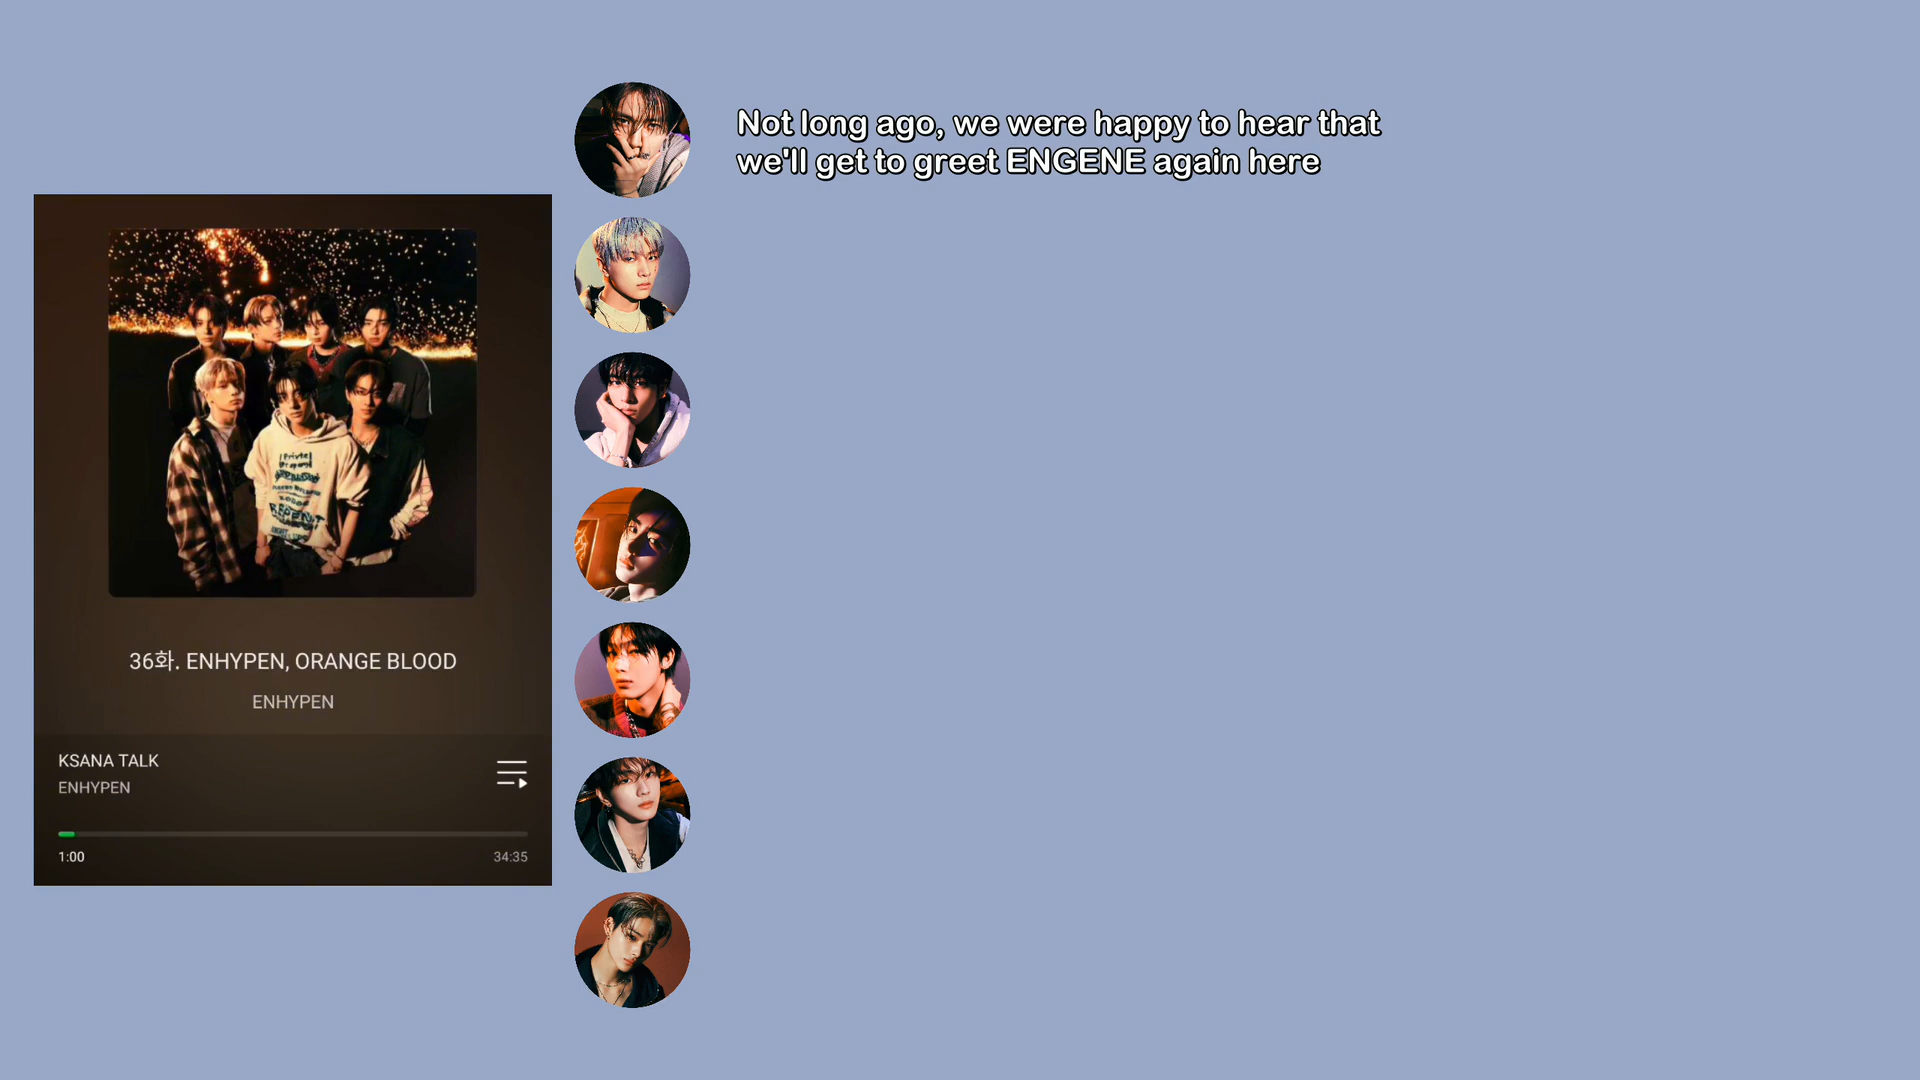 Not long ago, we were happy to hear that
we'll get to greet ENGENE again here
36화. ENHYPEN, ORANGE BLOOD
ENHYPEN
KSANA TALK
ENHYPEN
1:00
34:35